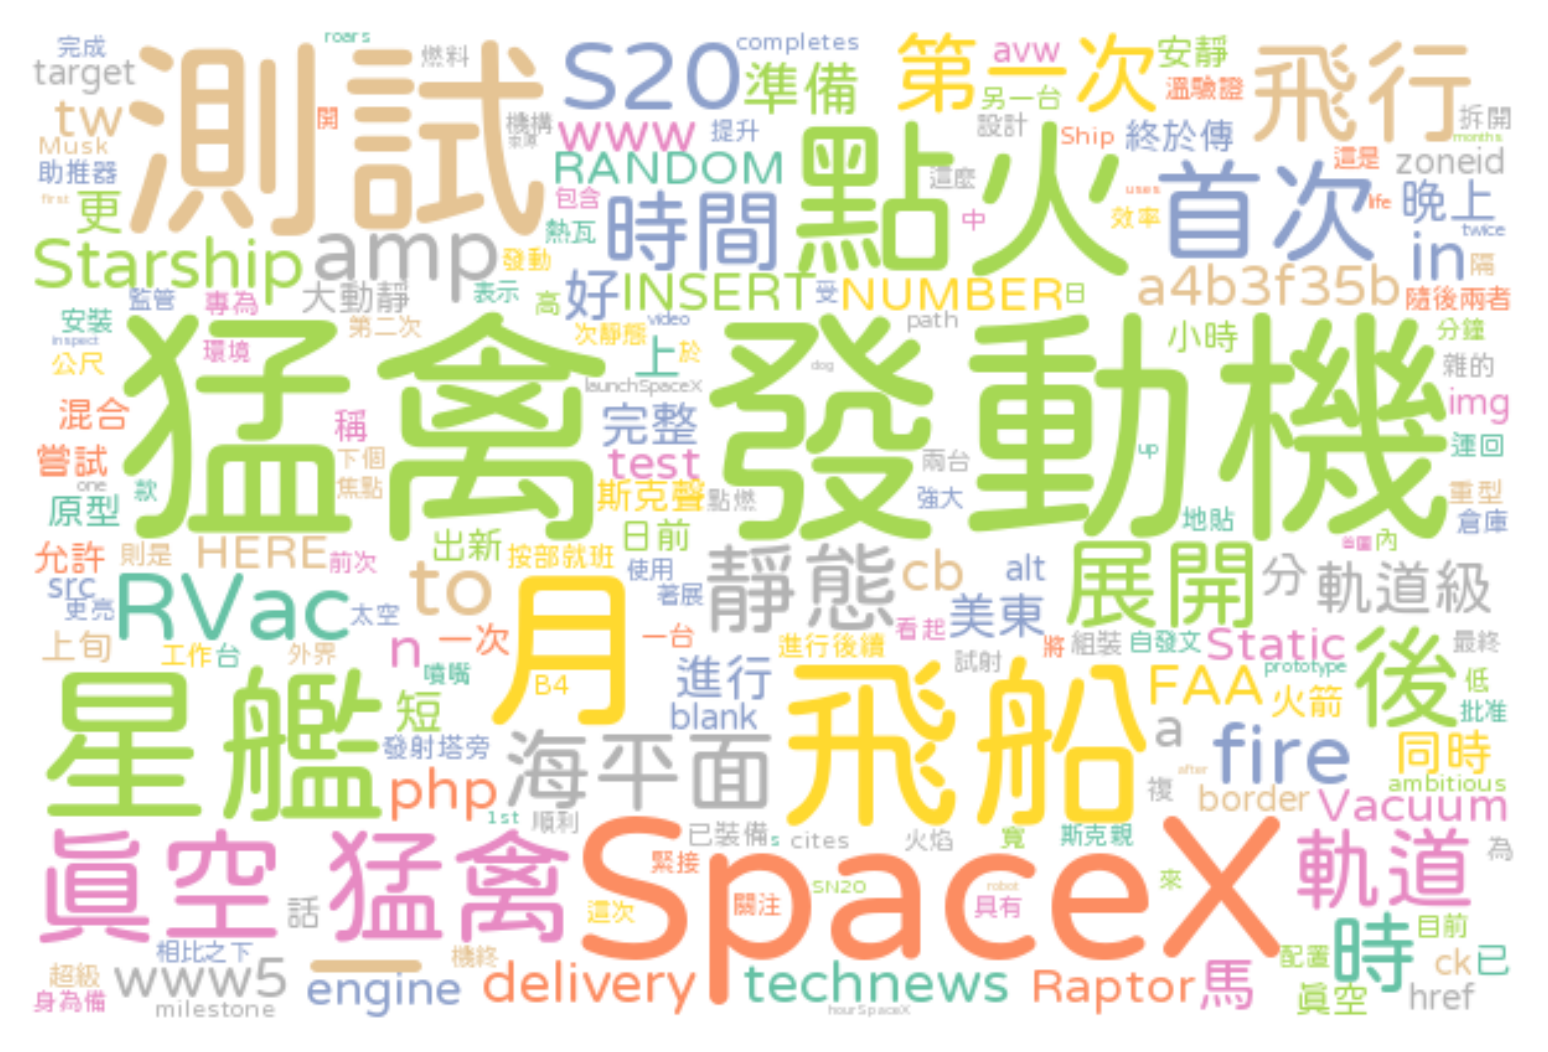 完成 roars 燃料 S20 completes 第一次 avw 安靜 飛行
target 測試 準備 另一台 溫驗證 拆開
tw 開 機構 www 提升 設計 Ship 終於傳 months
Musk RANDOM 點火 這是 zoneid
助推器 包含 時間 這麼 uses 首次 life 晚上
first 更 熱瓦 中 效率 twice
Starship amp 發動 in 隔
大動靜 表示 高 好 INSERT 受 NUMBER 日 a4b3f35b 隨後兩者
監管 專為
安裝 第二次 次靜態 video path 小時 分鐘
inspect 環境 上 於
公尺 猛禽 發動機 launchSpaceX dog 雜的
混合 稱 完整 img
嘗試 下個 test 兩台 up 運回
one 款 焦點 斯克聲 點燃 強大 重型
原型 地貼 倉庫
出新 日前 首圖 內
允許 則是 HERE 前次 按部就班 使用 靜態 cb alt 展開 分 軌道級
src 更亮 RVac 太空 to 月 著展 美東
上旬 工作 台 外界 n 一次 一台 進行後續 看起 將 組裝 自發文 Static 後 最終
噴嘴 B4 進行 試射 prototype 低
星艦 短 blank 飛船 FAA 火箭 批准
發射塔旁 海平面 a fire 同時
php 複 after ambitious
border Vacuum
1st 順利 已裝備 s cites 火焰 寬 斯克親 為
真空 猛禽 緊接 SpaceX 軌道
話 這次 關注 SN20 robot 具有 來
相比之下 機終 時 目前
超級 www5 一 engine delivery technews Raptor 馬 配置 ck 已
身為備 milestone hourSpaceX 真空 href